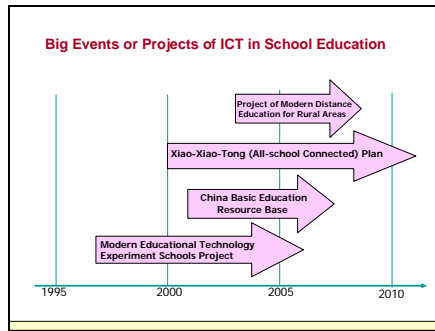 Big Events or Projects of ICT in School Education
Project of Modern Distance
Education for Rural Areas
Xiao-Xiao-Tong (All-school Connected) Plan
China Basic Education
Resource Base
Modern Educational Technology
Experiment Schools Project
1995 2000 2005 2010